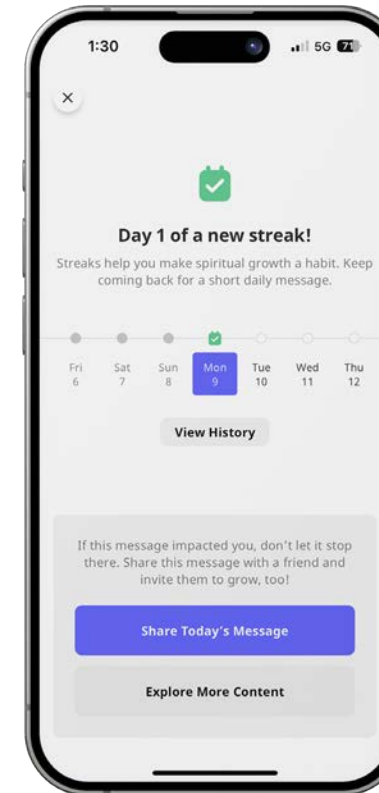 1:30 5G 71
Day 1 of a new streak!
Streaks help you make spiritual growth a habit. Keep
coming back for a short daily message.
Fri Sat Sun Mon Tue Wed Thu
6 7 8 9 10 11 12
View History
If this message impacted you, don't let it stop
there. Share this message with a friend and
invite them to grow, too!
Share Today's Message
Explore More Content